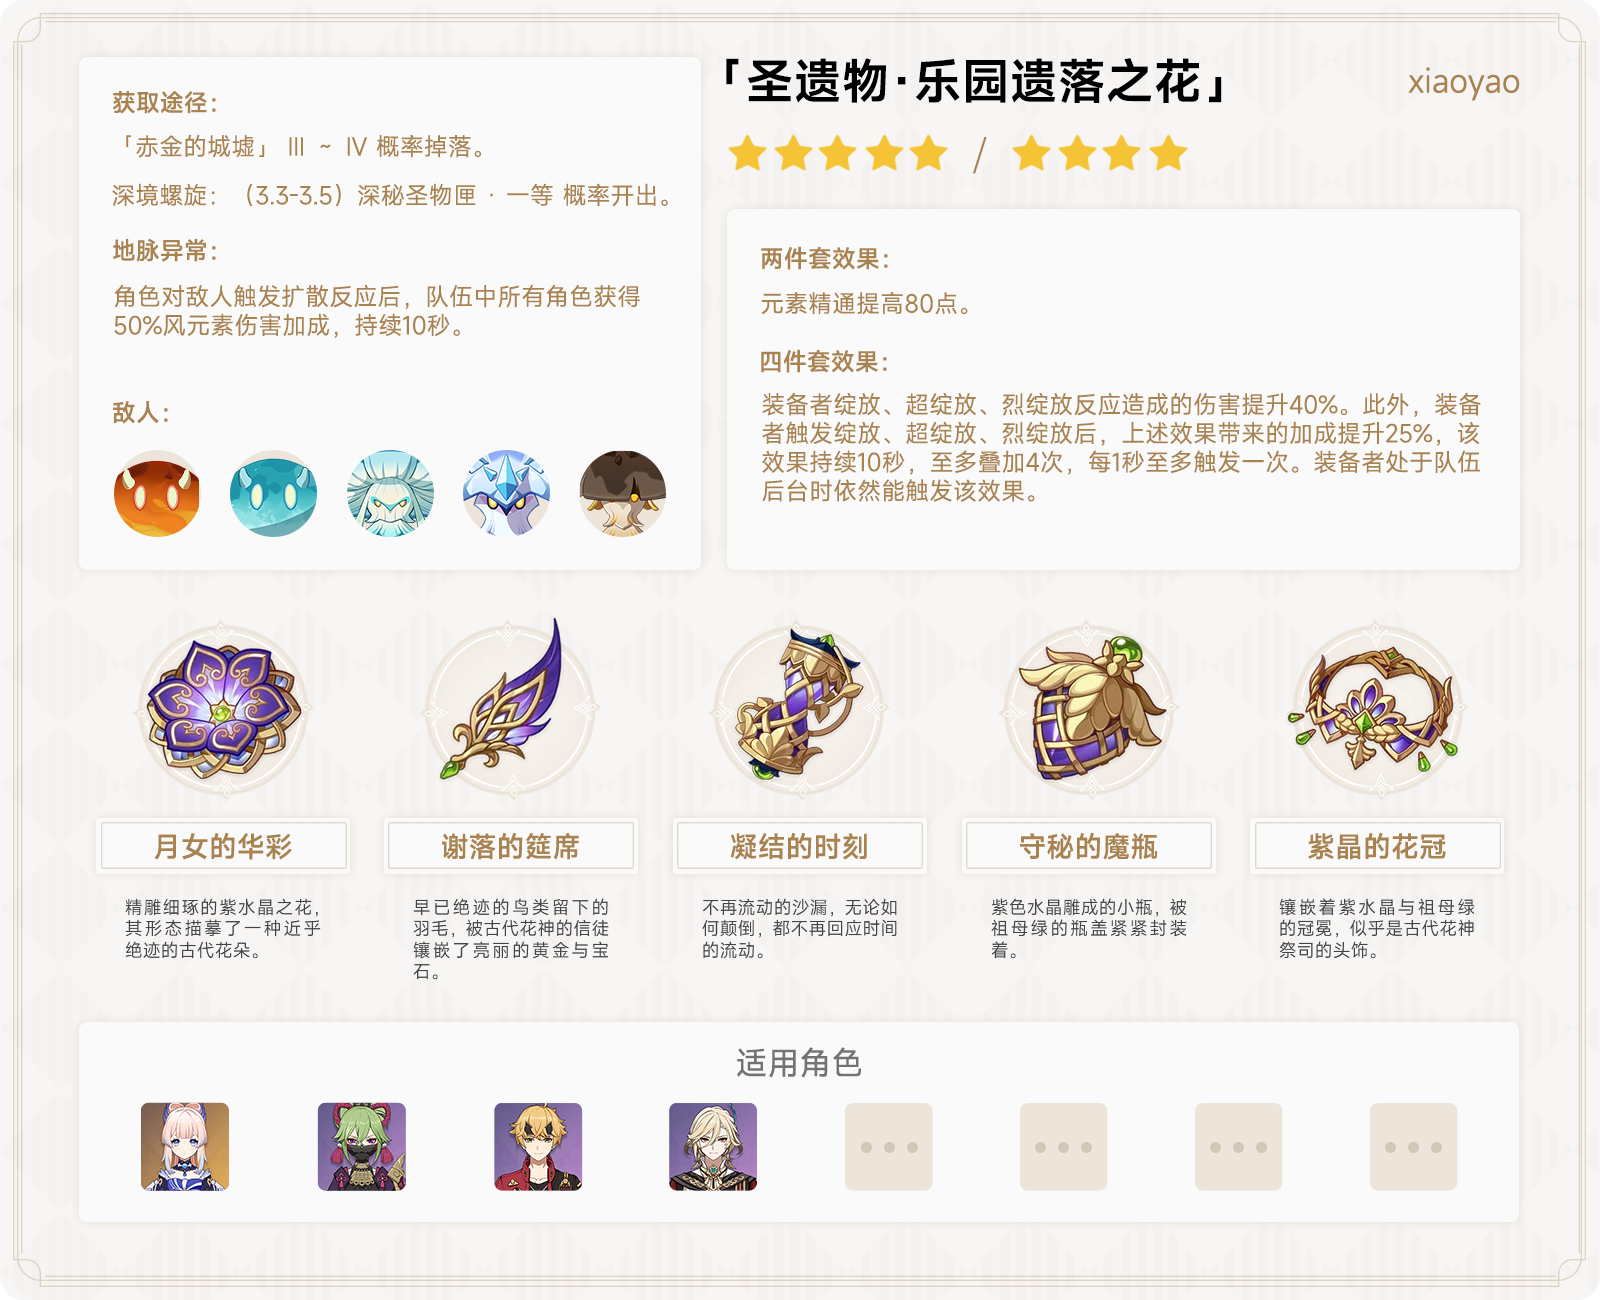 获取途径：
「赤金的城墟」 III ~ IV 概率掉落。
深境螺旋：（3.3-3.5）深秘圣物匣 · 一等 概率开出。
地脉异常：
角色对敌人触发扩散反应后，队伍中所有角色获得
50%风元素伤害加成，持续10秒。
敌人：
「圣遗物·乐园遗落之花」
xiaoyao
/
两件套效果：
元素精通提高80点。
四件套效果：
装备者绽放、超绽放、烈绽放反应造成的伤害提升40%。此外，装备
者触发绽放、超绽放、烈绽放后，上述效果带来的加成提升25%，该
效果持续10秒，至多叠加4次，每1秒至多触发一次。装备者处于队伍
后台时依然能触发该效果。
月女的华彩
精雕细琢的紫水晶之花，
其形态描摹了一种近乎
绝迹的古代花朵。
谢落的筵席
早已绝迹的鸟类留下的
羽毛，被古代花神的信徒
镶嵌了亮丽的黄金与宝
石。
凝结的时刻
不再流动的沙漏，无论如
何颠倒，都不再回应时间
的流动。
守秘的魔瓶
紫色水晶雕成的小瓶，被
祖母绿的瓶盖紧紧封装
着。
紫晶的花冠
镶嵌着紫水晶与祖母绿
的冠冕，似乎是古代花神
祭司的头饰。
适用角色